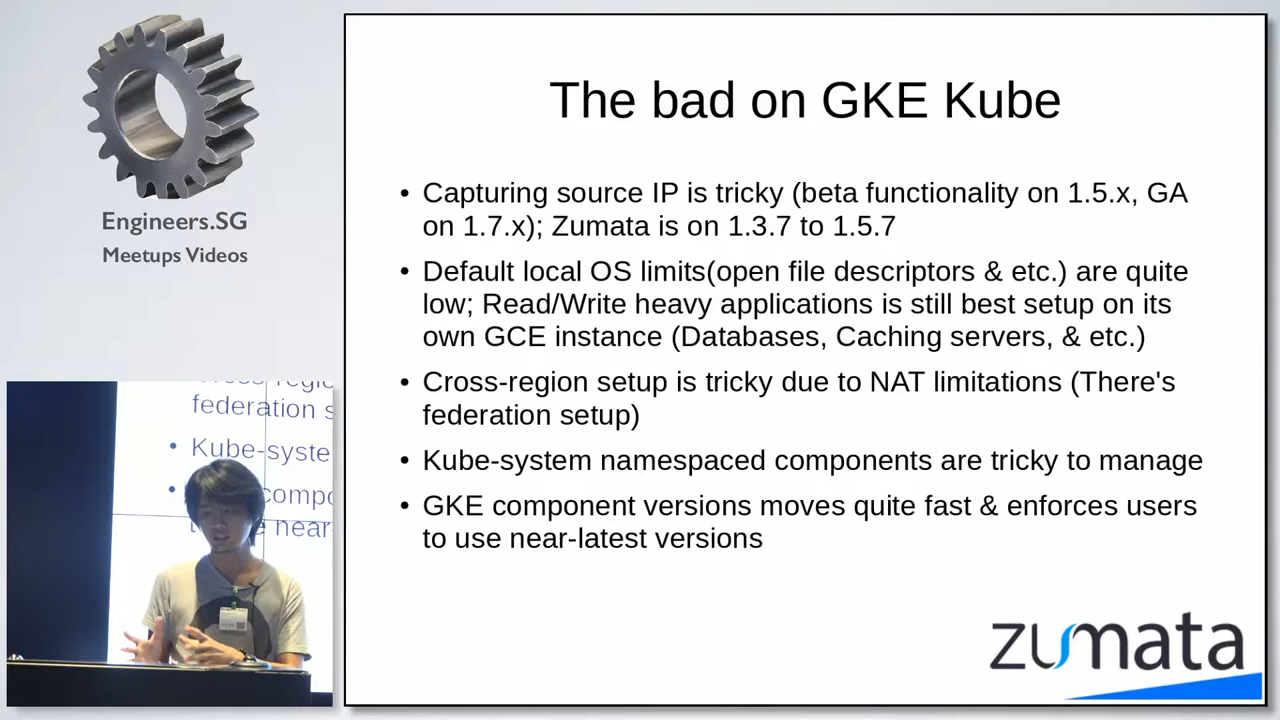 Engineers.SG
Meetups Videos
The bad on GKE Kube
• Capturing source IP is tricky (beta functionality on 1.5.x, GA
on 1.7.x); Zumata is on 1.3.7 to 1.5.7
• Default local OS limits(open file descriptors & etc.) are quite
low; Read/Write heavy applications is still best setup on its
own GCE instance (Databases, Caching servers, & etc.)
• Cross-region setup is tricky due to NAT limitations (There's
federation setup)
• Kube-system namespaced components are tricky to manage
• GKE component versions moves quite fast & enforces users
to use near-latest versions
zumata
federation s
• Kube-syste
compo
near